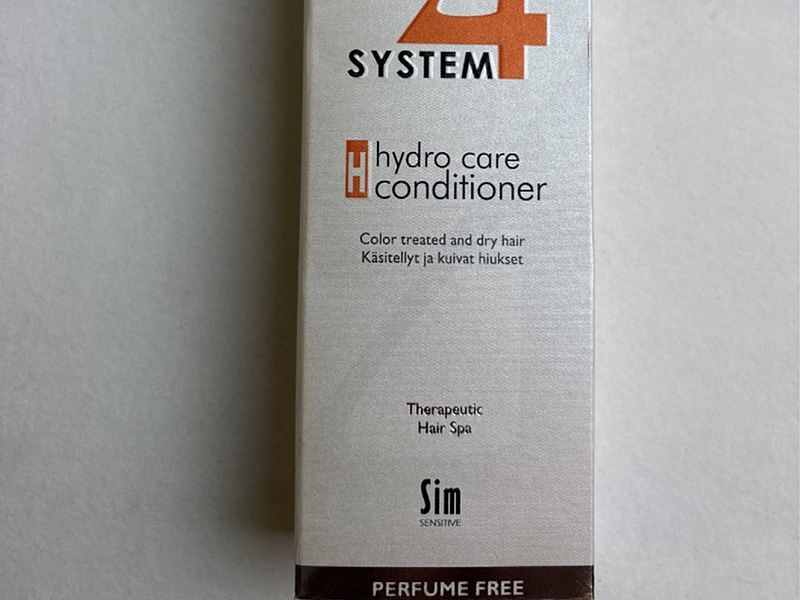 4
SYSTEM
H hydro care
conditioner
Color treated and dry hair
Käsitellyt ja kuivat hiukset
Therapeutic
Hair Spa
Sim
SENSITIVE
PERFUME FREE